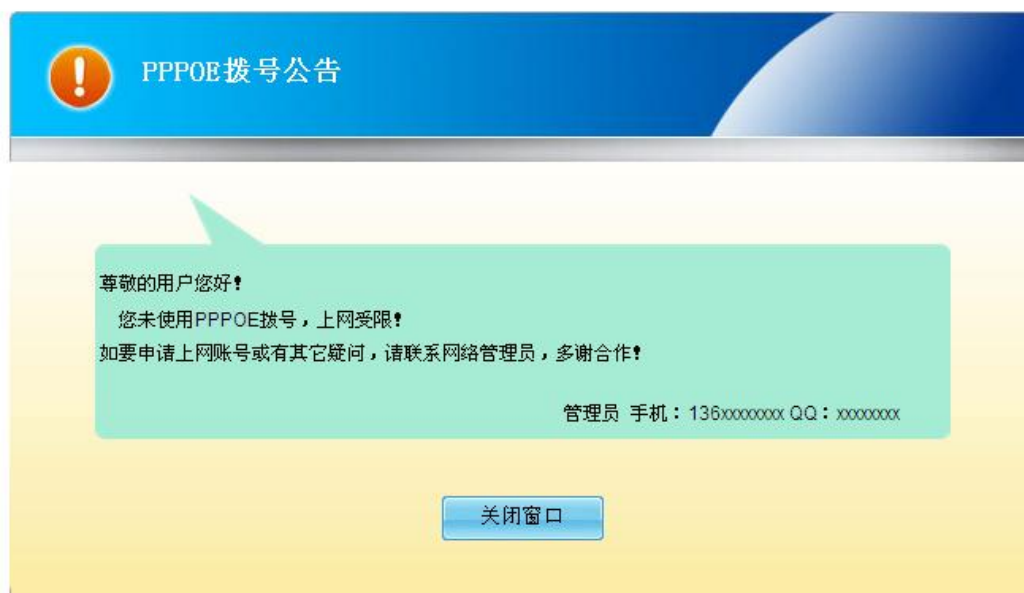 PPPOE拨号公告
尊敬的用户您好！
您未使用PPPOE拨号，上网受限！
如要申请上网账号或有其它疑问，请联系网络管理员，多谢合作！
管理员 手机：136xxxxxxxx QQ：xxxxxxxx
关闭窗口